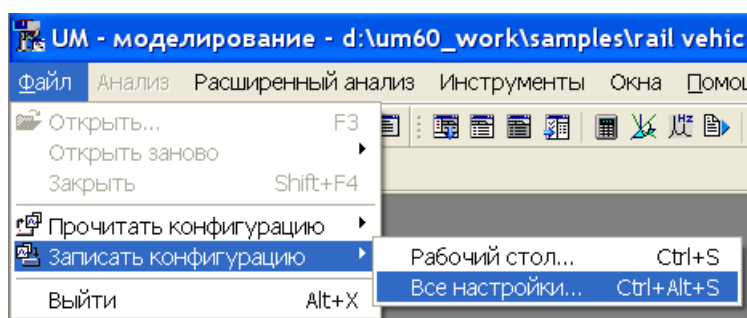 UM - моделирование - d:\um60_work\samples\rail vehic
Файл Анализ Расширенный анализ Инструменты Окна Помощ
Открыть... F3
Открыть заново
Закрыть Shift+F4
Прочитать конфигурацию
Записать конфигурацию
Рабочий стол... Ctrl+S
Все настройки... Ctrl+Alt+S
Выйти Alt+X